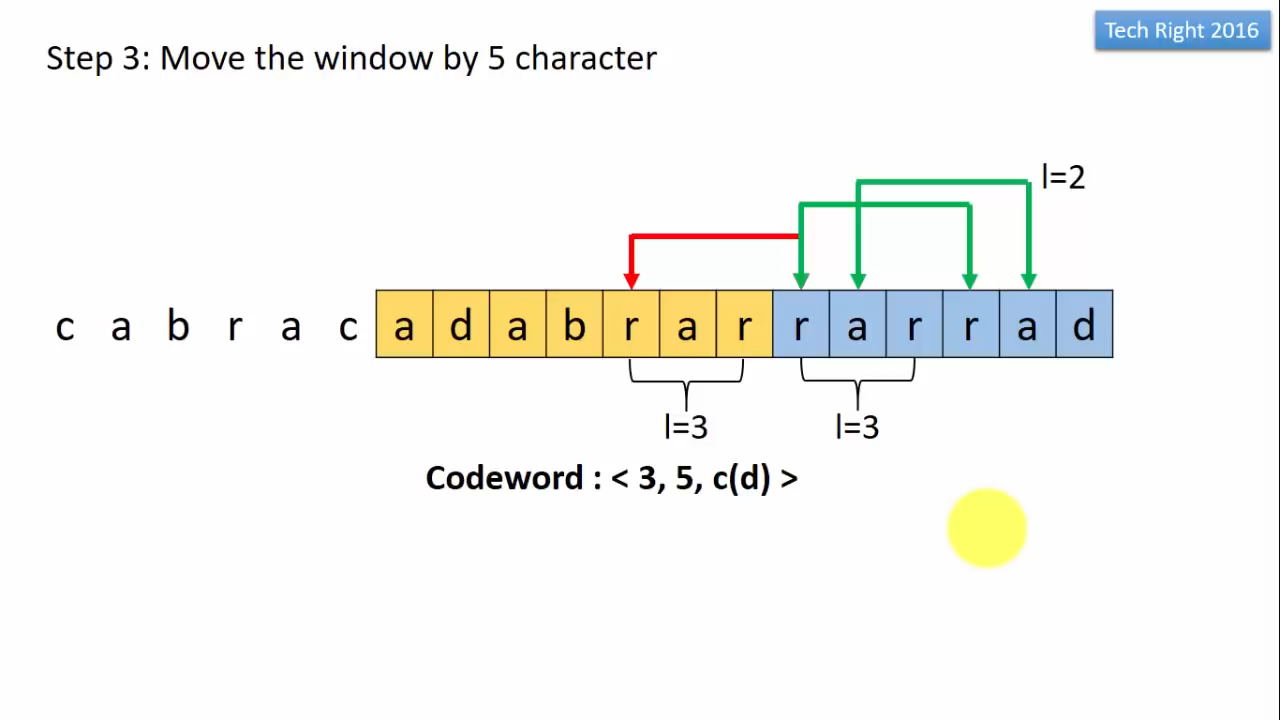 Tech Right 2016
Step 3: Move the window by 5 character
l=2
c a b r a c a d a b r a r r a r r a d
l=3 l=3
Codeword : < 3, 5, c(d) >